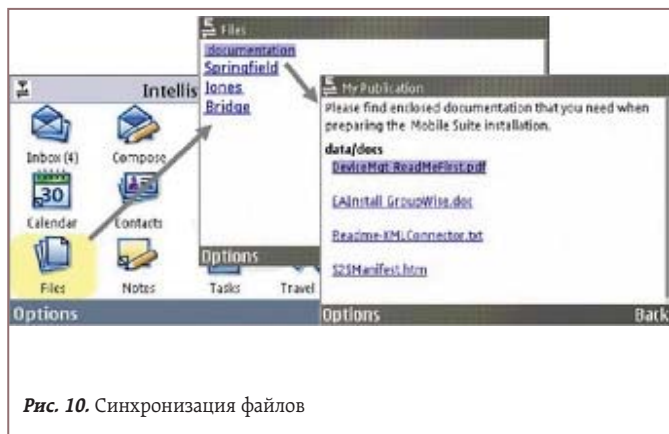 Intellis
Inbox (4)
Compose
30
Calendar
Contacts
Files
Notes
Tasks
Travel
Options
Files
documentation
Springfield
Jones
Bridge
Options
My Publication
Please find enclosed documentation that you need when
preparing the Mobile Suite installation.
data/docs
DeviceMgt ReadMeFirst.pdf
EAInstall GroupWise.doc
Readme-XMLConnector.txt
S2SManifest.htm
Options Back
Рис. 10. Синхронизация файлов